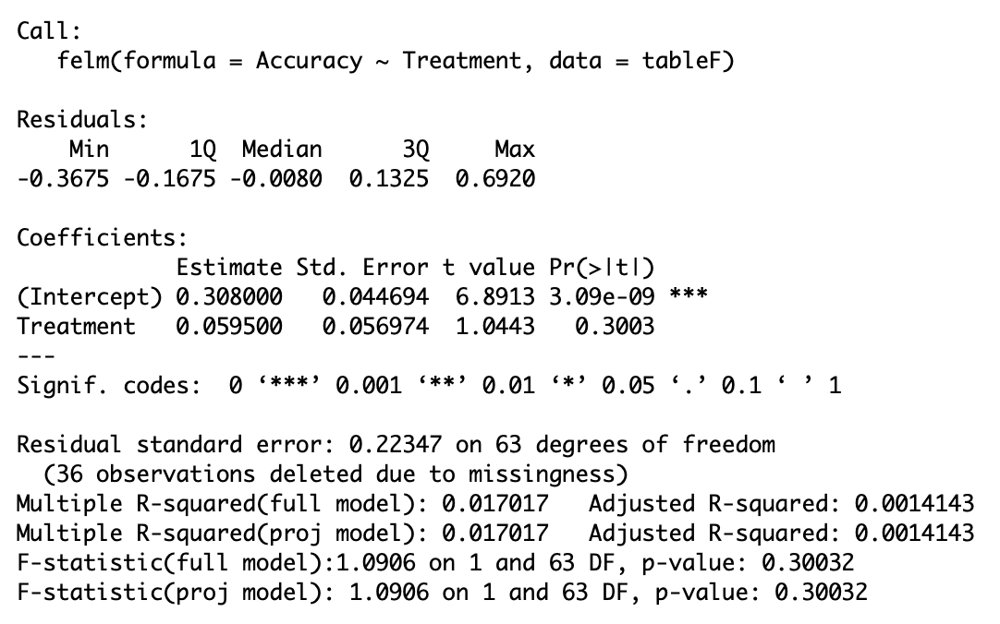 Call:
   felm(formula = Accuracy ~ Treatment, data = tableF)

Residuals:
    Min      1Q  Median      3Q     Max
-0.3675 -0.1675 -0.0080  0.1325  0.6920

Coefficients:
            Estimate Std. Error t value Pr(>|t|)
(Intercept) 0.308000   0.044694  6.8913 3.09e-09 ***
Treatment   0.059500   0.056974  1.0443   0.3003
---
Signif. codes:  0 ‘***’ 0.001 ‘**’ 0.01 ‘*’ 0.05 ‘.’ 0.1 ‘ ’ 1

Residual standard error: 0.22347 on 63 degrees of freedom
  (36 observations deleted due to missingness)
Multiple R-squared(full model): 0.017017   Adjusted R-squared: 0.0014143
Multiple R-squared(proj model): 0.017017   Adjusted R-squared: 0.0014143
F-statistic(full model):1.0906 on 1 and 63 DF, p-value: 0.30032
F-statistic(proj model): 1.0906 on 1 and 63 DF, p-value: 0.30032